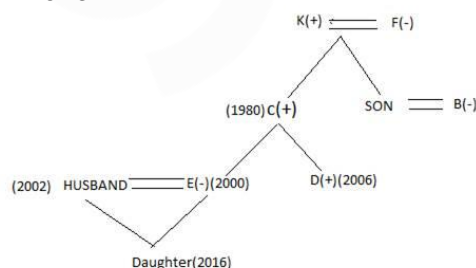 K(+) F(-)
(1980) C(+) SON B(-)
(2002) HUSBAND E(-)(2000) D(+)(2006)
Daughter(2016)